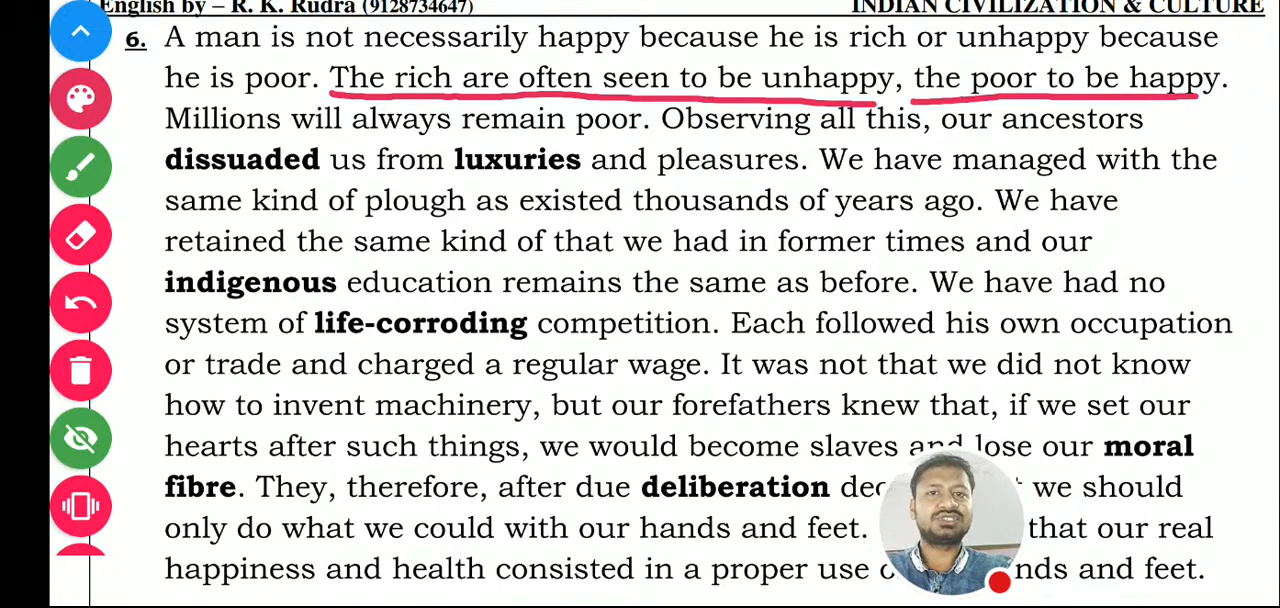 English by – R. K. Rudra (9128734647) INDIAN CIVILIZATION & CULTURE
6. A man is not necessarily happy because he is rich or unhappy because
he is poor. The rich are often seen to be unhappy, the poor to be happy.
Millions will always remain poor. Observing all this, our ancestors
dissuaded us from luxuries and pleasures. We have managed with the
same kind of plough as existed thousands of years ago. We have
retained the same kind of that we had in former times and our
indigenous education remains the same as before. We have had no
system of life-corroding competition. Each followed his own occupation
or trade and charged a regular wage. It was not that we did not know
how to invent machinery, but our forefathers knew that, if we set our
hearts after such things, we would become slaves and lose our moral
fibre. They, therefore, after due deliberation we should
only do what we could with our hands and feet. that our real
happiness and health consisted in a proper use and feet.